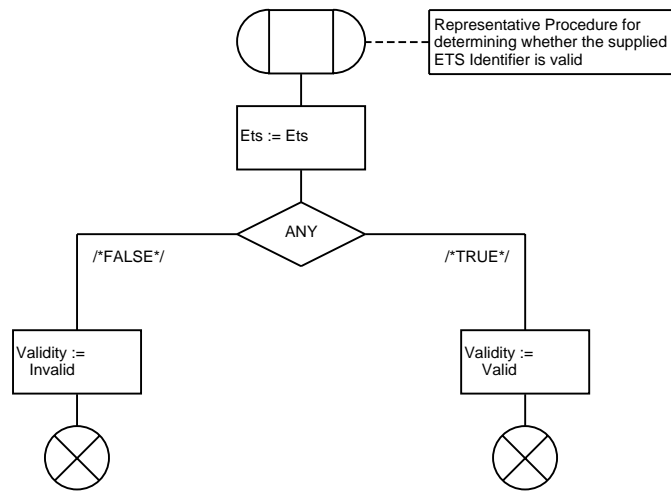 Representative Procedure for
determining whether the supplied
ETS Identifier is valid
Ets := Ets
ANY
/*FALSE*/
/*TRUE*/
Validity :=
Invalid
Validity :=
Valid